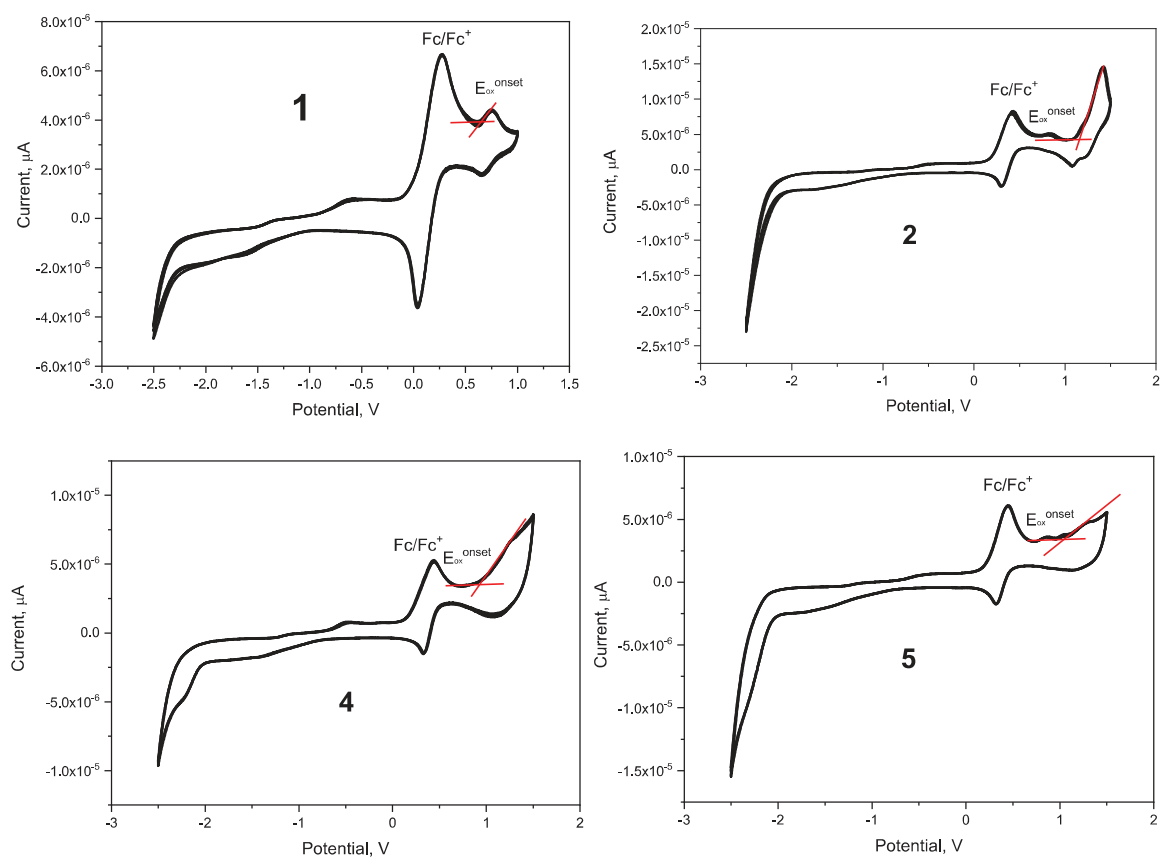 8.0x10⁻⁶
6.0x10⁻⁶
4.0x10⁻⁶
2.0x10⁻⁶
0.0
-2.0x10⁻⁶
-4.0x10⁻⁶
-6.0x10⁻⁶
Current, μA
Fc/Fc⁺
Eₒₓᵒⁿˢᵉᵗ
1
-3.0 -2.5 -2.0 -1.5 -1.0 -0.5 0.0 0.5 1.0 1.5
Potential, V
2.0x10⁻⁵
1.5x10⁻⁵
1.0x10⁻⁵
5.0x10⁻⁶
0.0
-5.0x10⁻⁶
-1.0x10⁻⁵
-1.5x10⁻⁵
-2.0x10⁻⁵
-2.5x10⁻⁵
Current, μA
Fc/Fc⁺
Eₒₓᵒⁿˢᵉᵗ
2
-3 -2 -1 0 1 2
Potential, V
1.0x10⁻⁵
5.0x10⁻⁶
0.0
-5.0x10⁻⁶
-1.0x10⁻⁵
Current, μA
Fc/Fc⁺
Eₒₓᵒⁿˢᵉᵗ
4
-3 -2 -1 0 1 2
Potential, V
1.0x10⁻⁵
5.0x10⁻⁶
0.0
-5.0x10⁻⁶
-1.0x10⁻⁵
-1.5x10⁻⁵
Current, μA
Fc/Fc⁺
Eₒₓᵒⁿˢᵉᵗ
5
-3 -2 -1 0 1 2
Potential, V